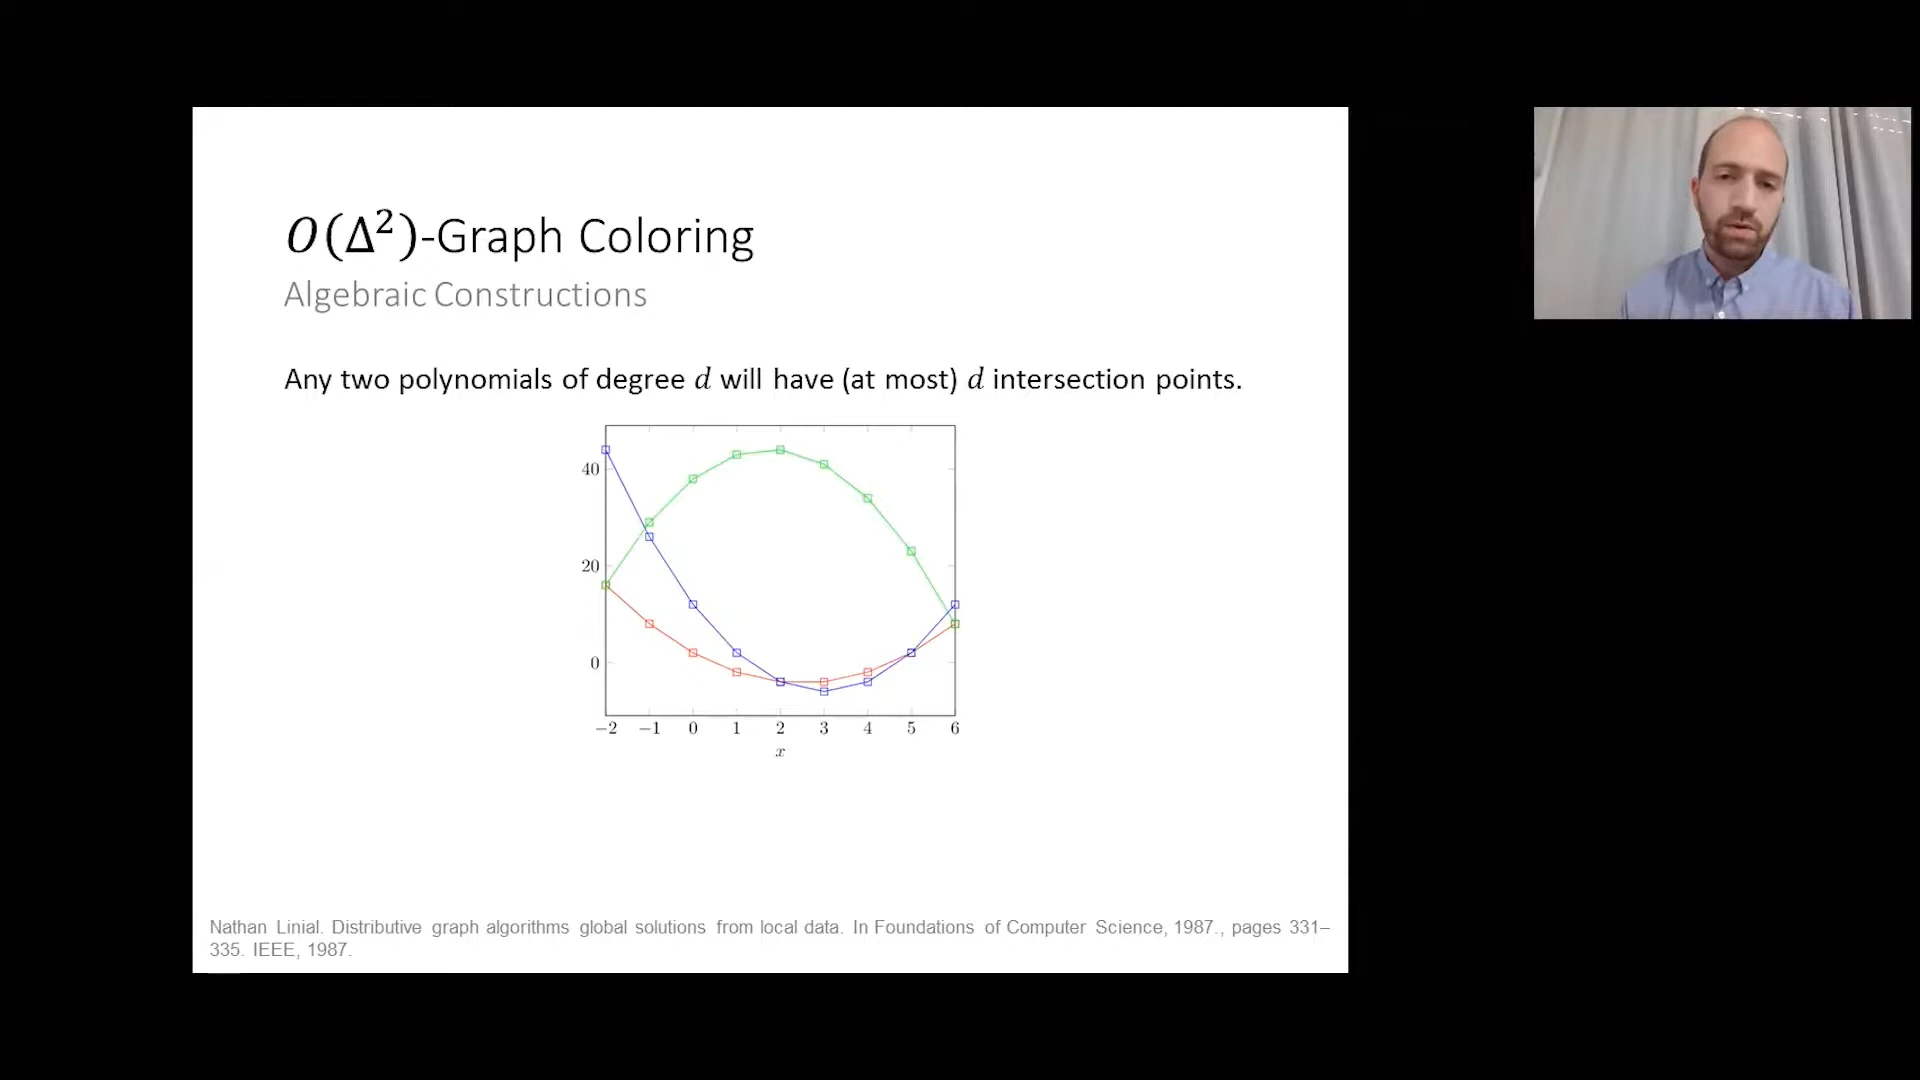 O(Δ²)-Graph Coloring
Algebraic Constructions
Any two polynomials of degree d will have (at most) d intersection points.
40
20
0
−2 −1 0 1 2 3 4 5 6
x
Nathan Linial. Distributive graph algorithms global solutions from local data. In Foundations of Computer Science, 1987., pages 331–
335. IEEE, 1987.